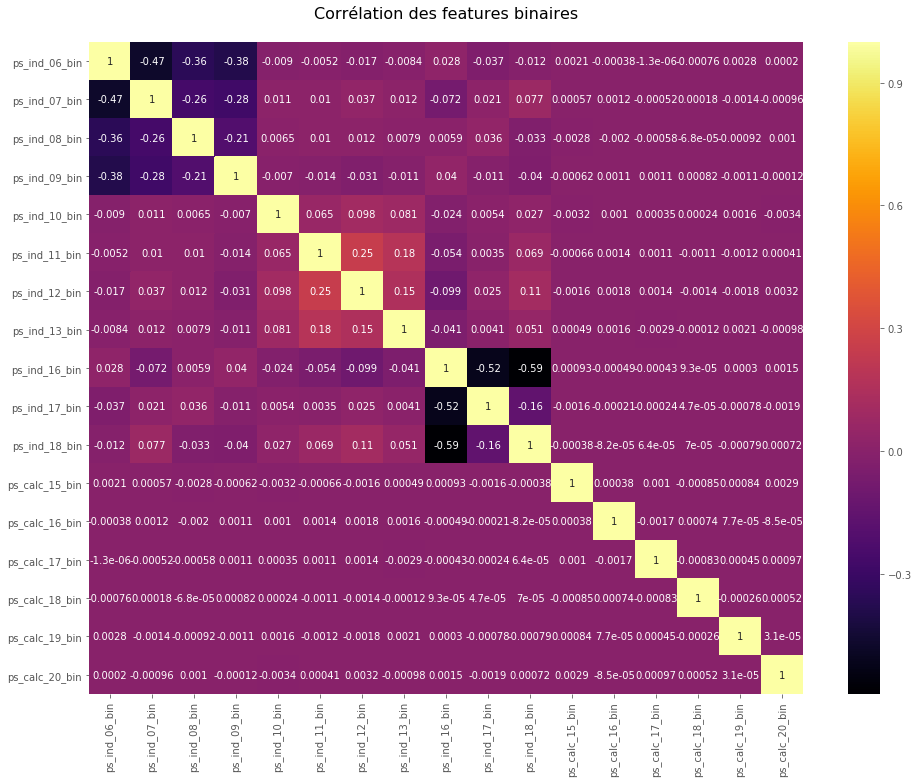 Corrélation des features binaires
ps_ind_06_bin 1 -0.47 -0.36 -0.38 -0.009 -0.0052 -0.017 -0.0084 0.028 -0.037 -0.012 0.0021 -0.00038 -1.3e-06 -0.00076 0.0028 0.0002
ps_ind_07_bin -0.47 1 -0.26 -0.28 0.011 0.01 0.037 0.012 -0.072 0.021 0.077 0.00057 0.0012 -0.00052 0.00018 -0.0014 -0.00096
ps_ind_08_bin -0.36 -0.26 1 -0.21 0.0065 0.01 0.012 0.0079 0.0059 0.036 -0.033 -0.0028 -0.002 -0.00058 -6.8e-05 -0.00092 0.001
ps_ind_09_bin -0.38 -0.28 -0.21 1 -0.007 -0.014 -0.031 -0.011 0.04 -0.011 -0.04 -0.00062 0.0011 0.0011 0.00082 -0.0011 -0.00012
ps_ind_10_bin -0.009 0.011 0.0065 -0.007 1 0.065 0.098 0.081 -0.024 0.0054 0.027 -0.0032 0.001 0.00035 0.00024 0.0016 -0.0034
ps_ind_11_bin -0.0052 0.01 0.01 -0.014 0.065 1 0.25 0.18 -0.054 0.0035 0.069 -0.00066 0.0014 0.0011 -0.0011 -0.0012 0.00041
ps_ind_12_bin -0.017 0.037 0.012 -0.031 0.098 0.25 1 0.15 -0.099 0.025 0.11 -0.0016 0.0018 0.0014 -0.0014 -0.0018 0.0032
ps_ind_13_bin -0.0084 0.012 0.0079 -0.011 0.081 0.18 0.15 1 -0.041 0.0041 0.051 0.00049 0.0016 -0.0029 -0.00012 0.0021 -0.00098
ps_ind_16_bin 0.028 -0.072 0.0059 0.04 -0.024 -0.054 -0.099 -0.041 1 -0.52 -0.59 0.00093 -0.00049 -0.00043 9.3e-05 0.0003 0.0015
ps_ind_17_bin -0.037 0.021 0.036 -0.011 0.0054 0.0035 0.025 0.0041 -0.52 1 -0.16 -0.0016 -0.00021 -0.00024 4.7e-05 -0.00078 -0.0019
ps_ind_18_bin -0.012 0.077 -0.033 -0.04 0.027 0.069 0.11 0.051 -0.59 -0.16 1 -0.00038 -8.2e-05 6.4e-05 7e-05 -0.00079 0.00072
ps_calc_15_bin 0.0021 0.00057 -0.0028 -0.00062 -0.0032 -0.00066 -0.0016 0.00049 0.00093 -0.0016 -0.00038 1 0.00038 0.001 -0.00085 0.00084 0.0029
ps_calc_16_bin -0.00038 0.0012 -0.002 0.0011 0.001 0.0014 0.0018 0.0016 -0.00049 -0.00021 -8.2e-05 0.00038 1 -0.0017 0.00074 7.7e-05 -8.5e-05
ps_calc_17_bin -1.3e-06 -0.00052 -0.00058 0.0011 0.00035 0.0011 0.0014 -0.0029 -0.00043 -0.00024 6.4e-05 0.001 -0.0017 1 -0.00083 0.00045 0.00097
ps_calc_18_bin -0.00076 0.00018 -6.8e-05 0.00082 0.00024 -0.0011 -0.0014 -0.00012 9.3e-05 4.7e-05 7e-05 -0.00085 0.00074 -0.00083 1 -0.00026 0.00052
ps_calc_19_bin 0.0028 -0.0014 -0.00092 -0.0011 0.0016 -0.0012 -0.0018 0.0021 0.0003 -0.00078 -0.00079 0.00084 7.7e-05 0.00045 -0.00026 1 3.1e-05
ps_calc_20_bin 0.0002 -0.00096 0.001 -0.00012 -0.0034 0.00041 0.0032 -0.00098 0.0015 -0.0019 0.00072 0.0029 -8.5e-05 0.00097 0.00052 3.1e-05 1
ps_ind_06_bin
ps_ind_07_bin
ps_ind_08_bin
ps_ind_09_bin
ps_ind_10_bin
ps_ind_11_bin
ps_ind_12_bin
ps_ind_13_bin
ps_ind_16_bin
ps_ind_17_bin
ps_ind_18_bin
ps_calc_15_bin
ps_calc_16_bin
ps_calc_17_bin
ps_calc_18_bin
ps_calc_19_bin
ps_calc_20_bin
0.9
0.6
0.3
0.0
−0.3